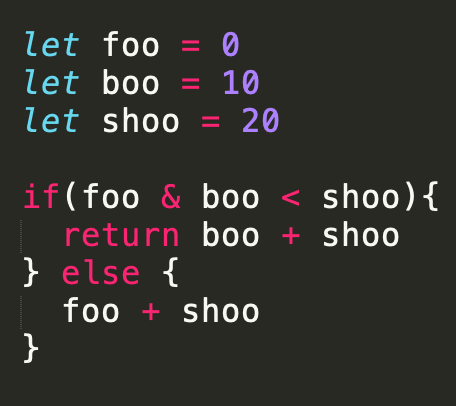 let foo = 0
let boo = 10
let shoo = 20

if(foo & boo < shoo){
  return boo + shoo
} else {
  foo + shoo
}